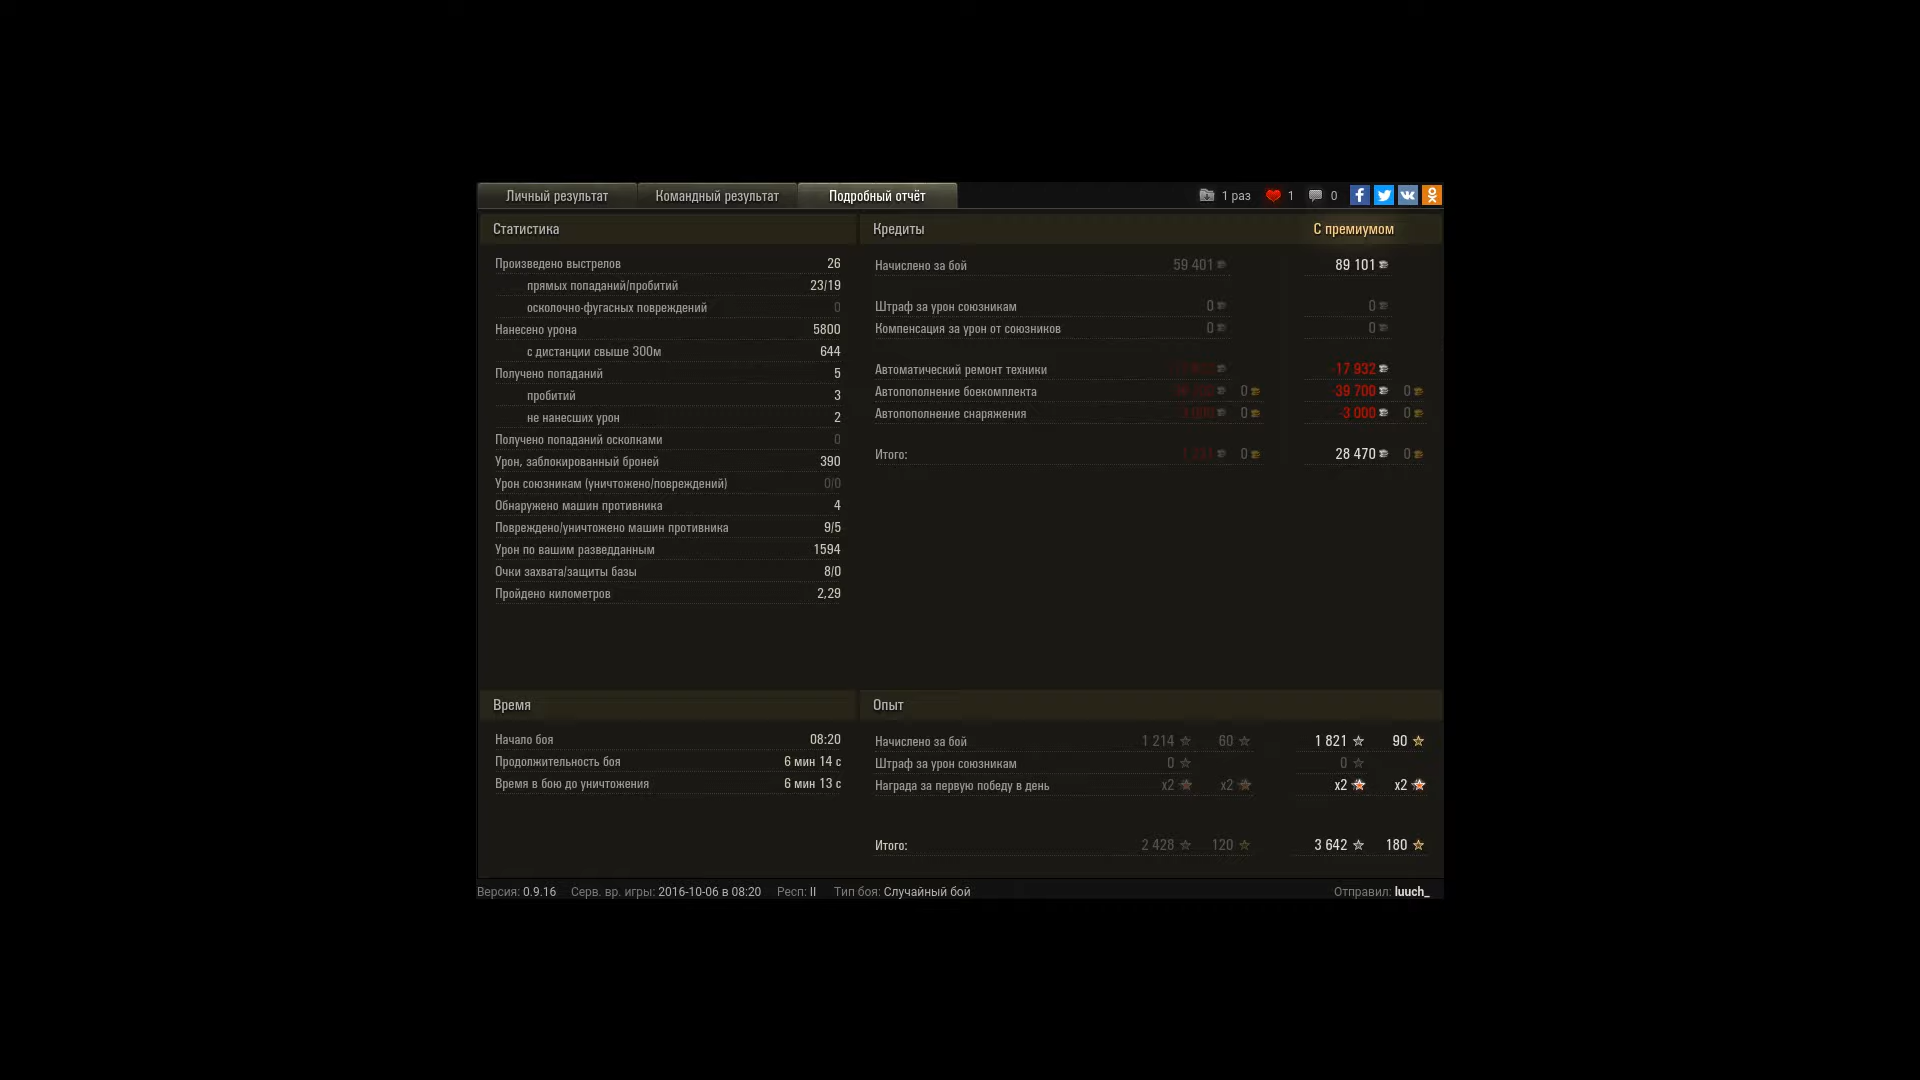 Личный результат Командный результат Подробный отчёт 1 раз 1 0
Статистика
Произведено выстрелов 26
прямых попаданий/пробитий 23/19
осколочно-фугасных повреждений 0
Нанесено урона 5800
с дистанции свыше 300м 644
Получено попаданий 5
пробитий 3
не нанесших урон 2
Получено попаданий осколками 0
Урон, заблокированный броней 390
Урон союзникам (уничтожено/повреждений) 0/0
Обнаружено машин противника 4
Повреждено/уничтожено машин противника 9/5
Урон по вашим разведданным 1594
Очки захвата/защиты базы 8/0
Пройдено километров 2,29
Кредиты С премиумом
Начислено за бой 59 401 89 101
Штраф за урон союзникам 0 0
Компенсация за урон от союзников 0 0
Автоматический ремонт техники -17 932
Автопополнение боекомплекта 0 -39 700 0
Автопополнение снаряжения 0 -3 000 0
Итого: 0 28 470 0
Время
Начало боя 08:20
Продолжительность боя 6 мин 14 с
Время в бою до уничтожения 6 мин 13 с
Опыт
Начислено за бой 1 214 60 1 821 90
Штраф за урон союзникам 0 0
Награда за первую победу в день x2 x2 x2 x2
Итого: 2 428 120 3 642 180
Версия: 0.9.16 Серв. вр. игры: 2016-10-06 в 08:20 Респ: II Тип боя: Случайный бой Отправил: luuch_